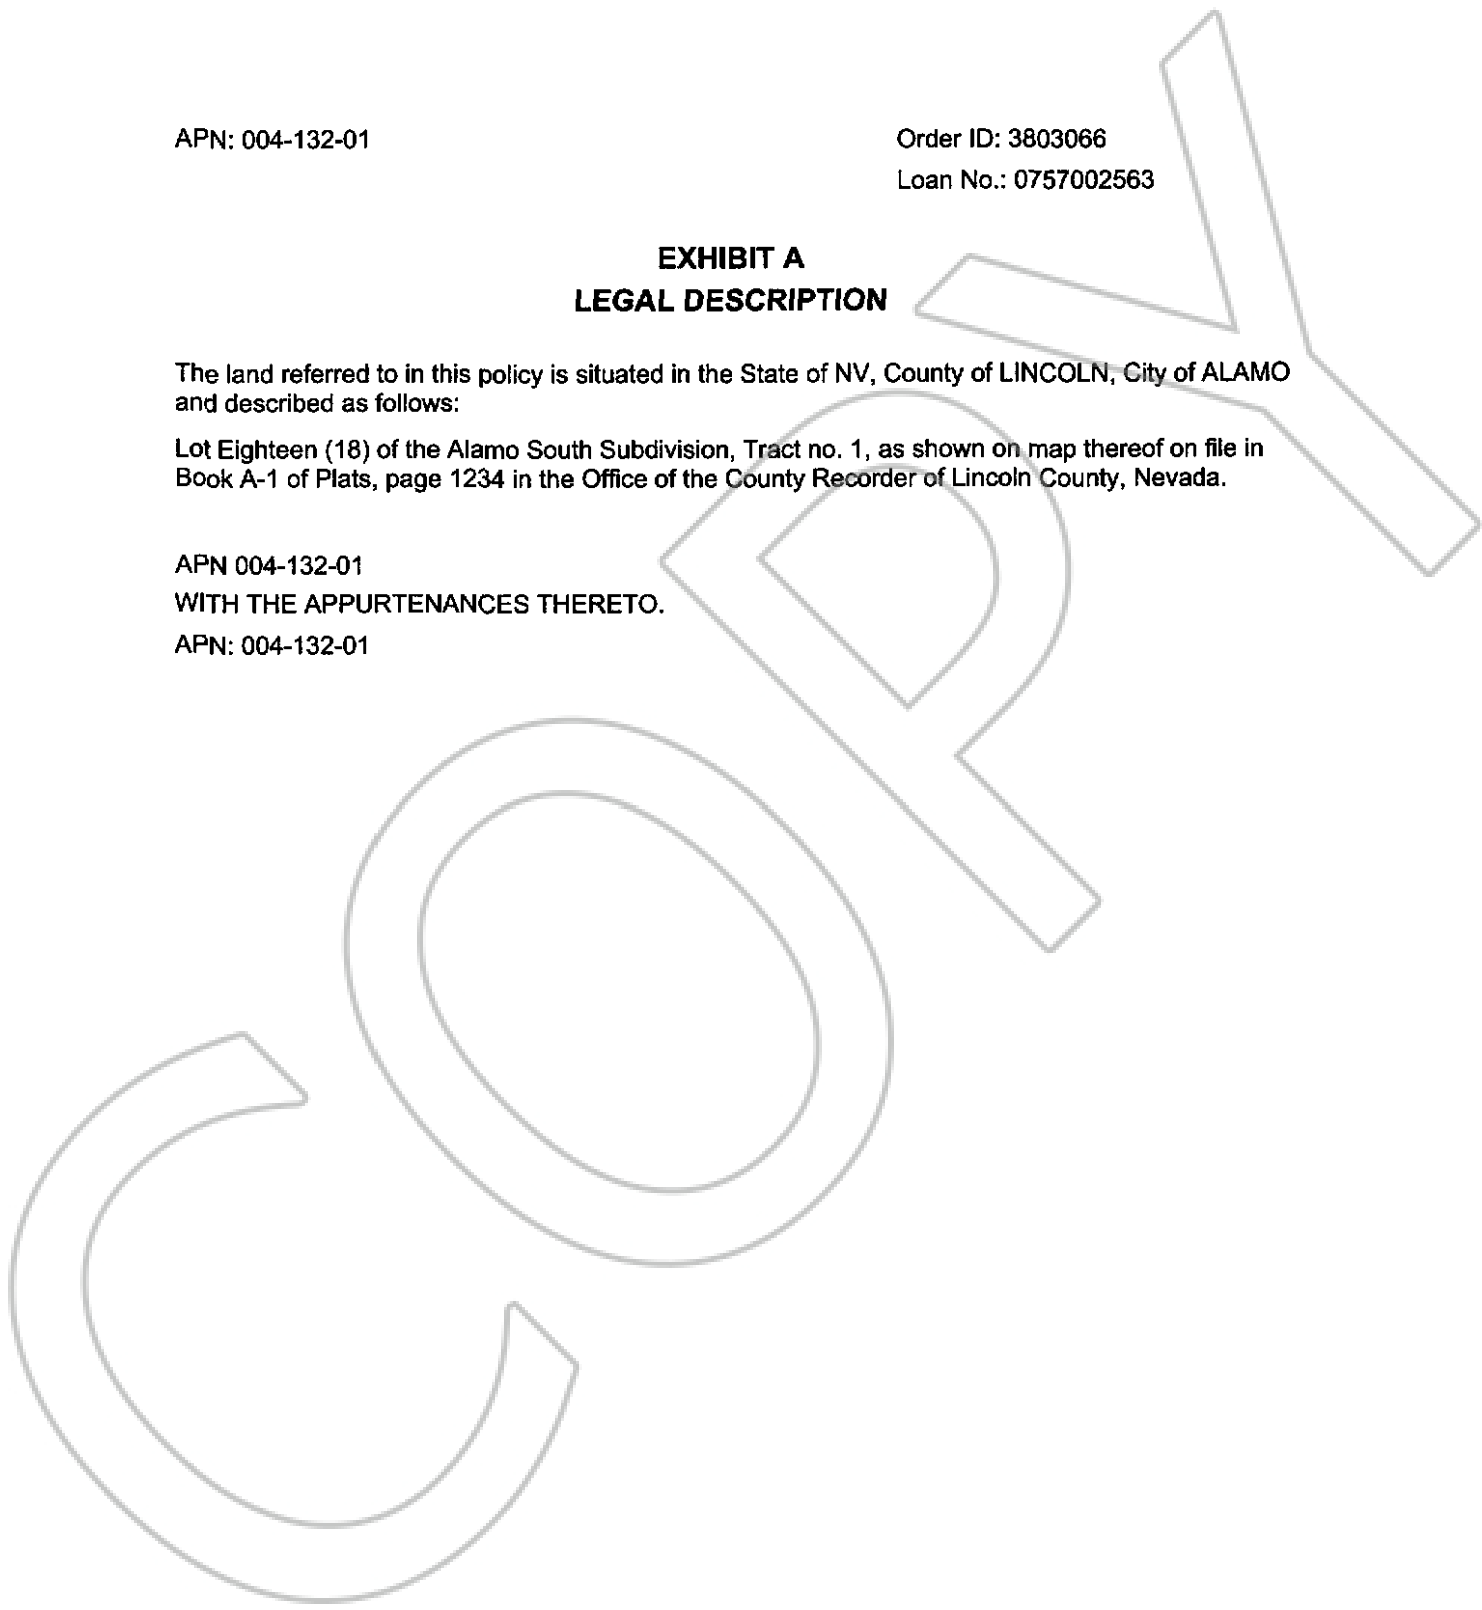 APN: 004-132-01
Order ID: 3803066
Loan No.: 0757002563
EXHIBIT A
LEGAL DESCRIPTION
The land referred to in this policy is situated in the State of NV, County of LINCOLN, City of ALAMO
and described as follows:
Lot Eighteen (18) of the Alamo South Subdivision, Tract no. 1, as shown on map thereof on file in
Book A-1 of Plats, page 1234 in the Office of the County Recorder of Lincoln County, Nevada.
APN 004-132-01
WITH THE APPURTENANCES THERETO.
APN: 004-132-01
COPY